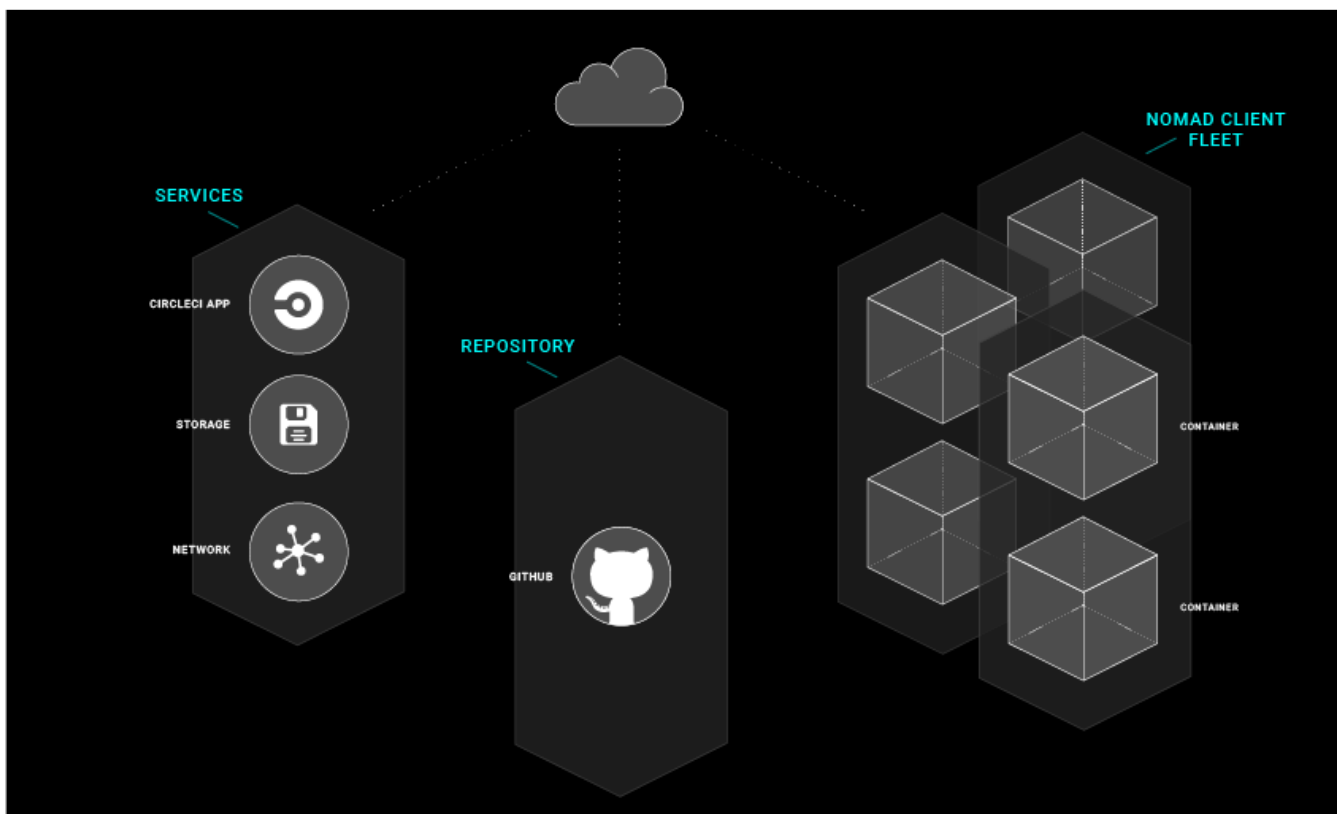 SERVICES
CIRCLECI APP
STORAGE
NETWORK
REPOSITORY
GITHUB
NOMAD CLIENT
FLEET
CONTAINER
CONTAINER